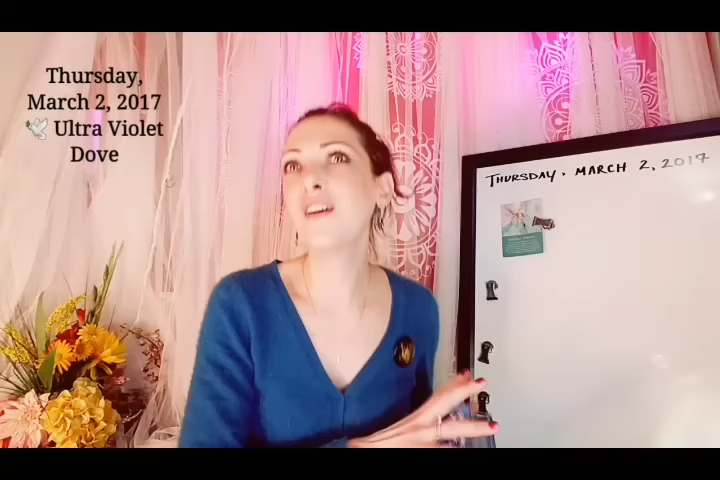 Thursday,
March 2, 2017
🕊 Ultra Violet
Dove
THURSDAY, MARCH 2, 2017